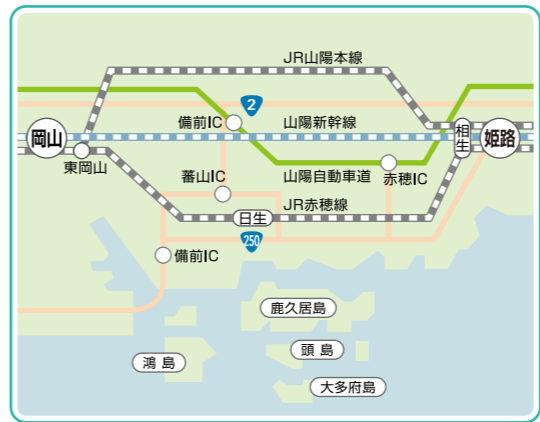 JR山陽本線
2
備前IC
山陽新幹線
岡山
相生
姫路
東岡山
蕃山IC
山陽自動車道
赤穂IC
JR赤穂線
日生
250
備前IC
鹿久居島
頭島
鴻島
大多府島